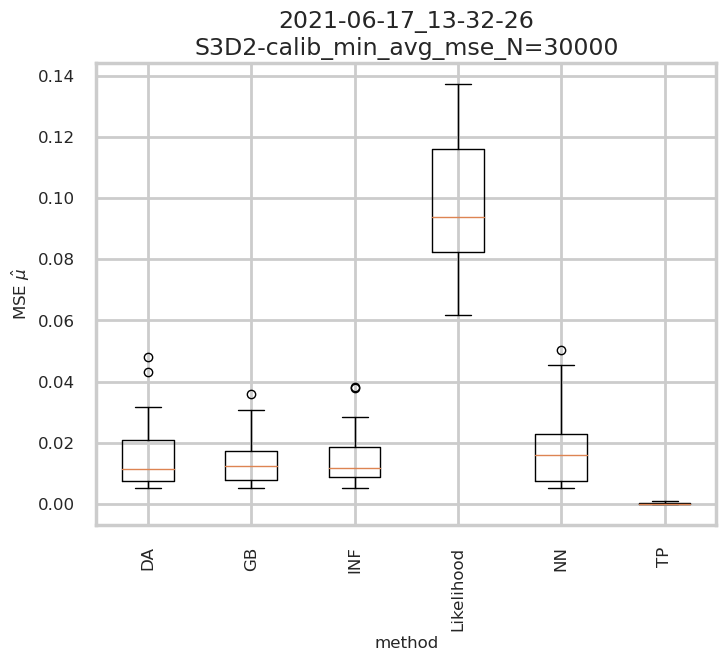 2021-06-17_13-32-26
S3D2-calib_min_avg_mse_N=30000
0.14
0.12
0.10
0.08
0.06
0.04
0.02
0.00
MSE μ̂
DA
GB
INF
Likelihood
NN
TP
method